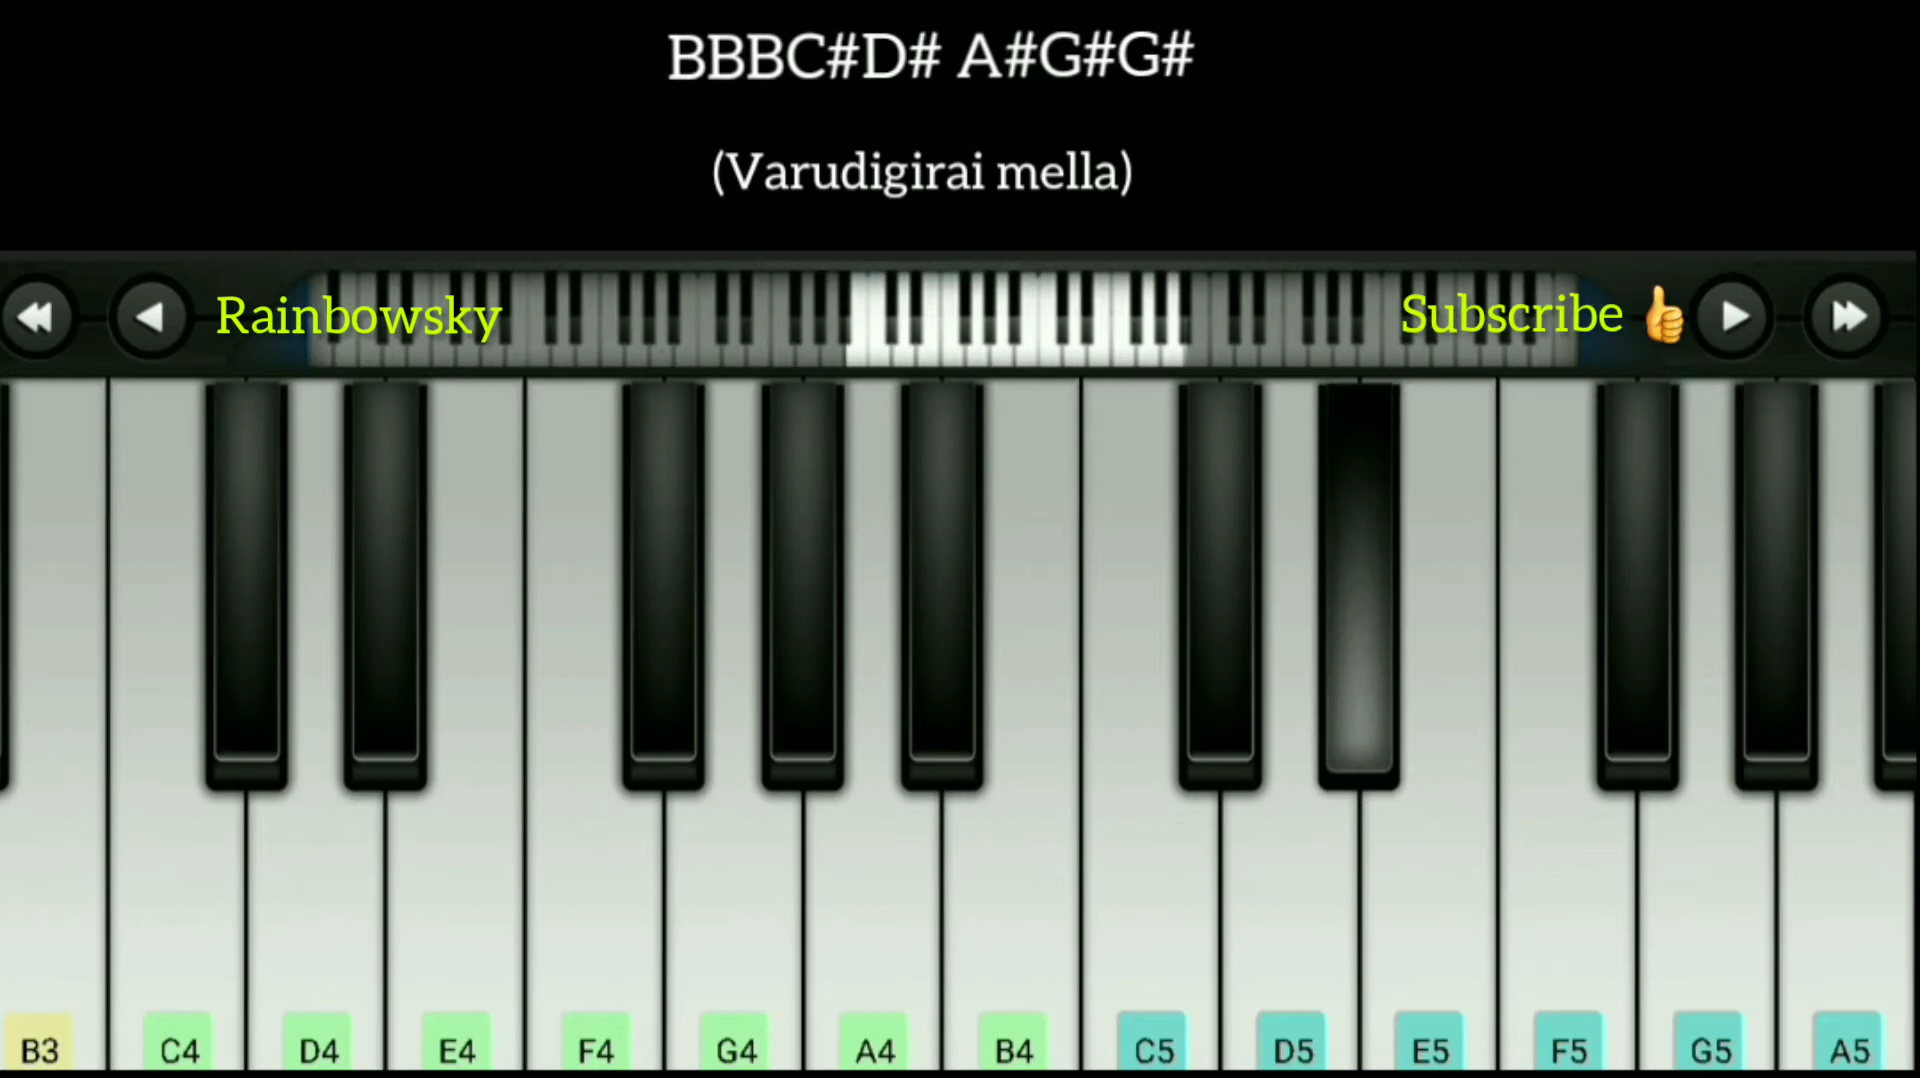 BBBC#D# A#G#G#
(Varudigirai mella)
Rainbowsky
Subscribe 👍
B3 C4 D4 E4 F4 G4 A4 B4 C5 D5 E5 F5 G5 A5